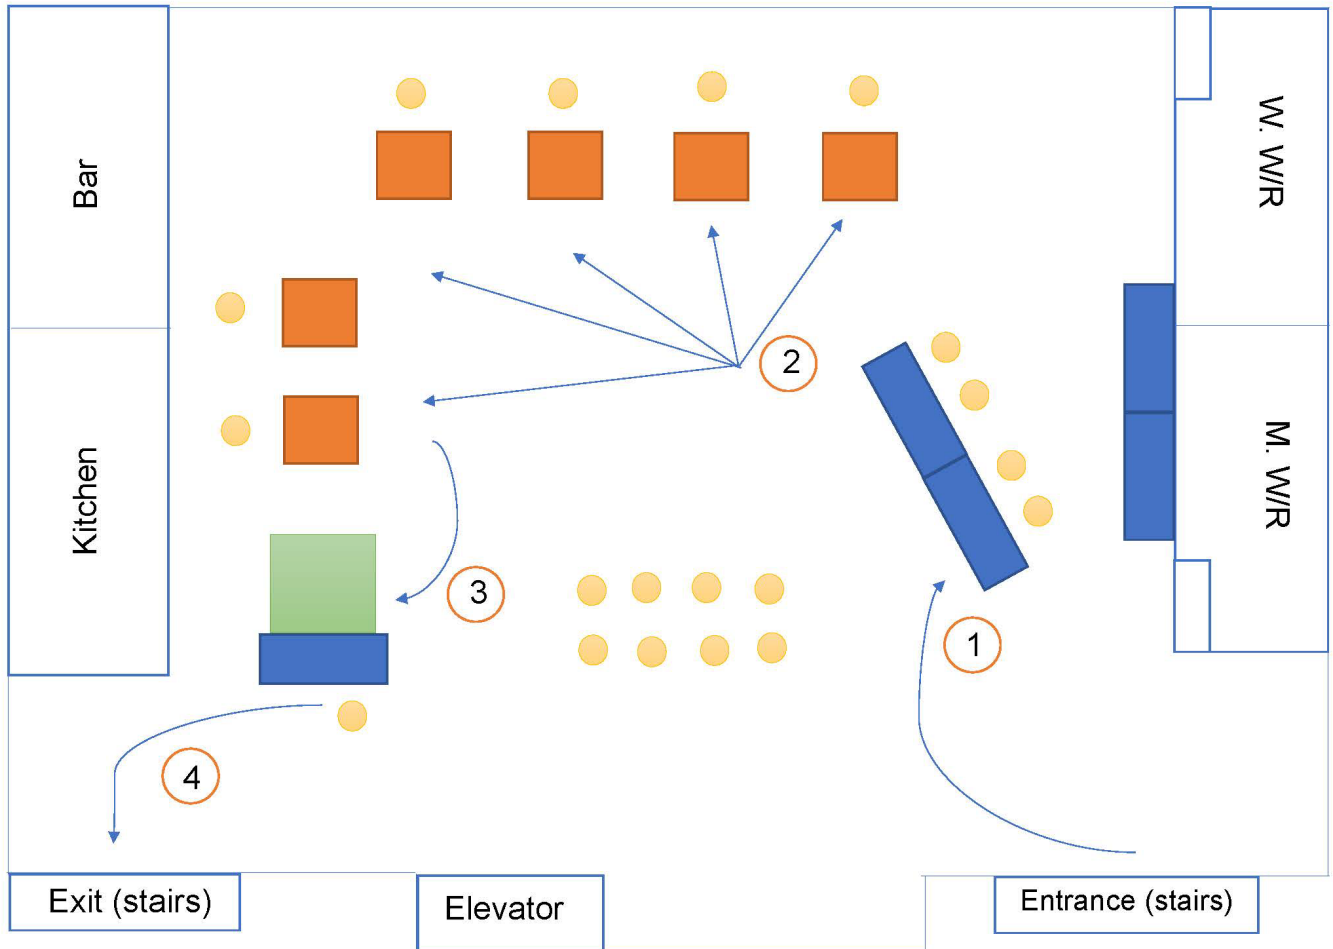 Bar
W. W/R
2
Kitchen
M. W/R
3
1
4
Exit (stairs)
Elevator
Entrance (stairs)